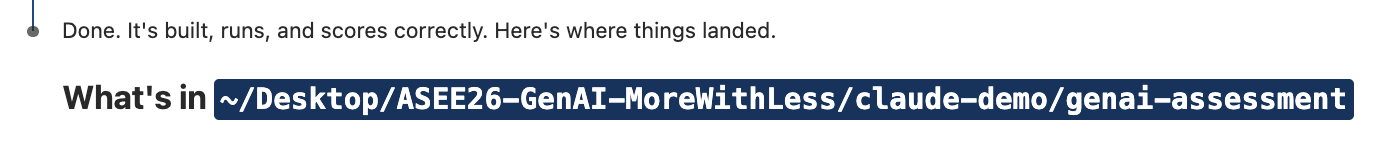 Done. It's built, runs, and scores correctly. Here's where things landed.
What's in ~/Desktop/ASEE26-GenAI-MoreWithLess/claude-demo/genai-assessment